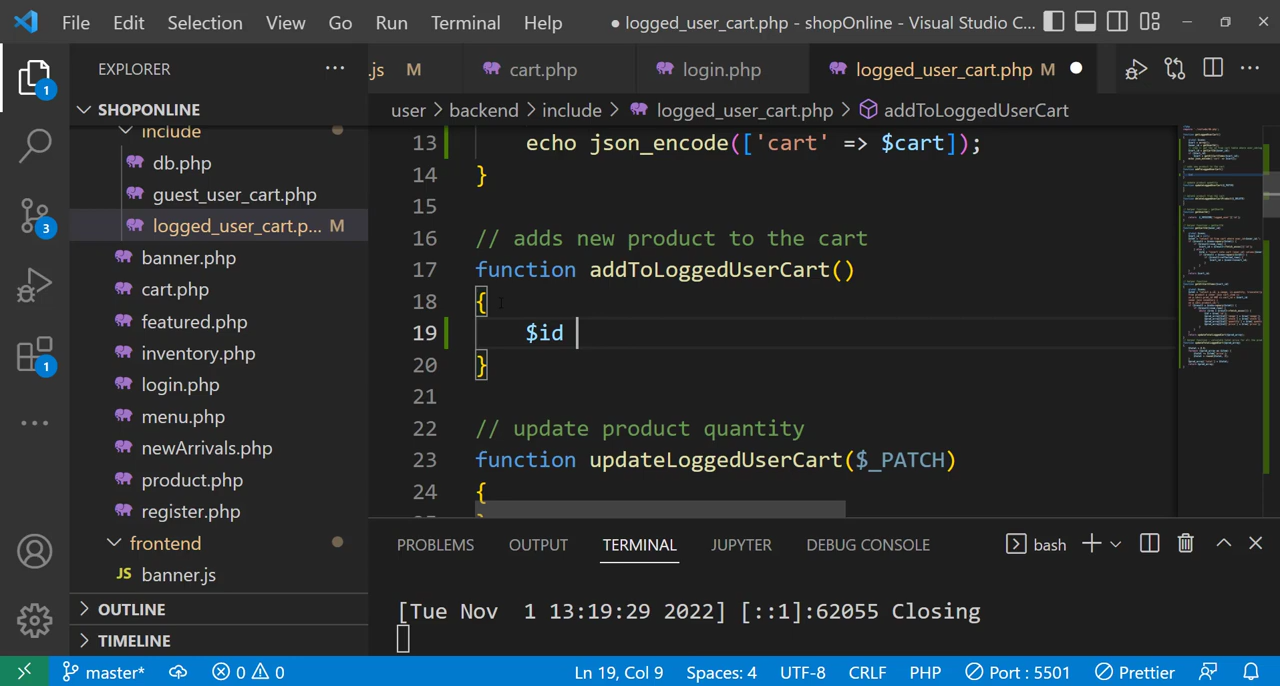 File Edit Selection View Go Run Terminal Help ● logged_user_cart.php - shopOnline - Visual Studio C...
EXPLORER ...
.js M cart.php login.php logged_user_cart.php M ●
SHOPONLINE
user > backend > include > logged_user_cart.php > addToLoggedUserCart
include
db.php
guest_user_cart.php
logged_user_cart.p... M
banner.php
cart.php
featured.php
inventory.php
login.php
menu.php
newArrivals.php
product.php
register.php
frontend
JS banner.js
OUTLINE
TIMELINE
1
3
1
13 echo json_encode(['cart' => $cart]);
14 }
15
16 // adds new product to the cart
17 function addToLoggedUserCart()
18 {
19 $id
20 }
21
22 // update product quantity
23 function updateLoggedUserCart($_PATCH)
24 {
PROBLEMS OUTPUT TERMINAL JUPYTER DEBUG CONSOLE bash
[Tue Nov  1 13:19:29 2022] [::1]:62055 Closing
master* 0 0 Ln 19, Col 9 Spaces: 4 UTF-8 CRLF PHP Port : 5501 Prettier